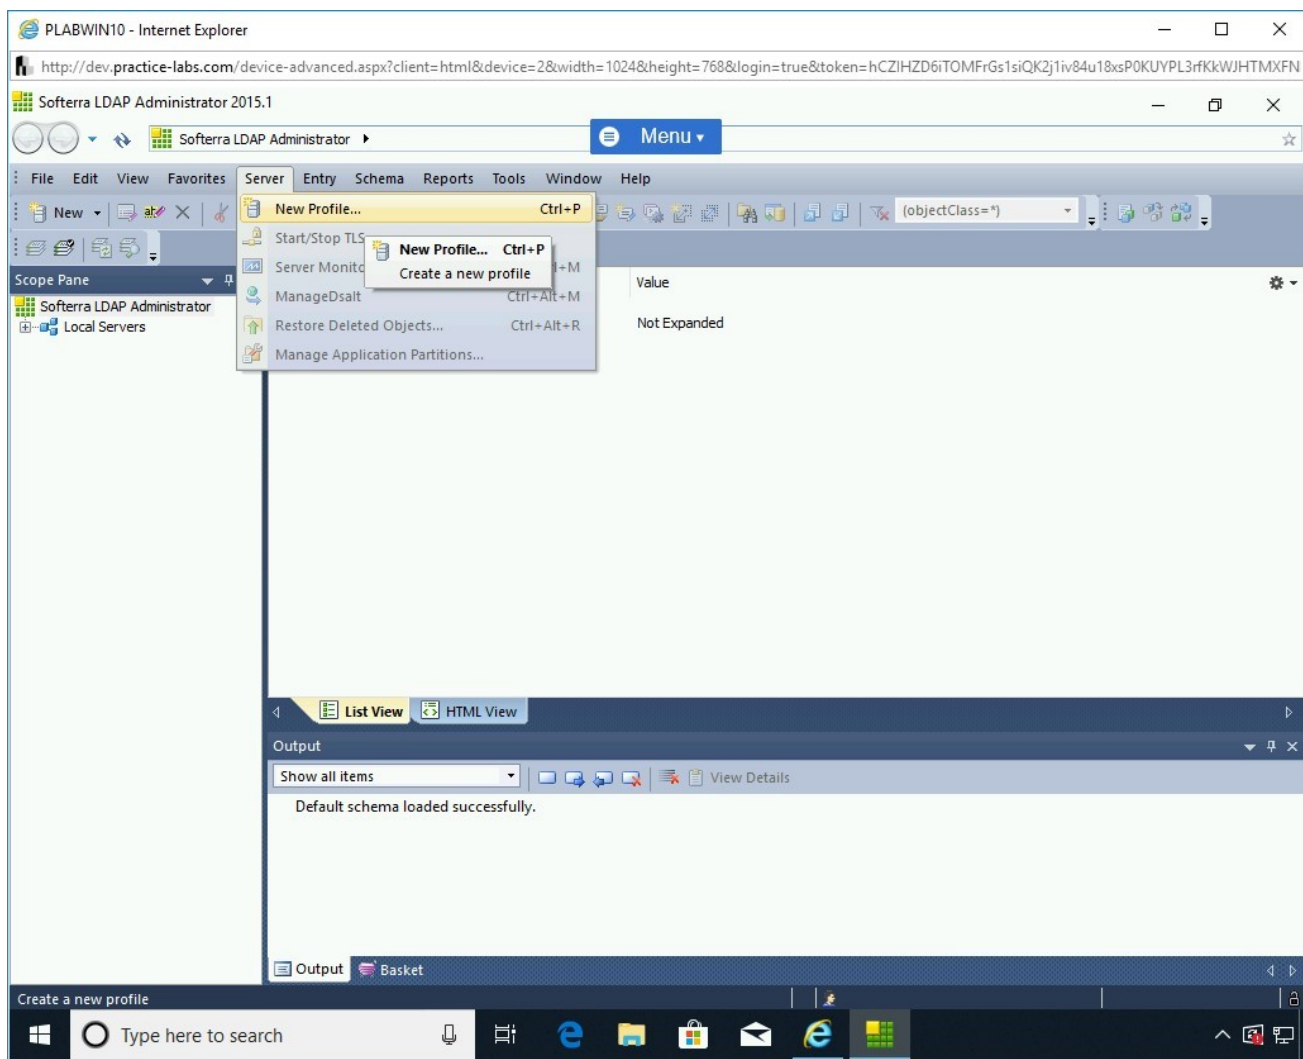 PLABWIN10 - Internet Explorer
http://dev.practice-labs.com/device-advanced.aspx?client=html&device=2&width=1024&height=768&login=true&token=hCZIHZD6iTOMFrGs1siQK2j1iv84u18xsP0KUYPL3rfKkWJHTMXFN
Softerra LDAP Administrator 2015.1
Softerra LDAP Administrator
Menu
File Edit View Favorites Server Entry Schema Reports Tools Window Help
New
New Profile... Ctrl+P
(objectClass=*)
Start/Stop TLS
New Profile... Ctrl+P
Create a new profile
Server Monito l+M
ManageDsaIt Ctrl+Alt+M
Restore Deleted Objects... Ctrl+Alt+R
Manage Application Partitions...
Scope Pane
Softerra LDAP Administrator
Local Servers
Value
Not Expanded
List View HTML View
Output
Show all items View Details
Default schema loaded successfully.
Output Basket
Create a new profile
Type here to search